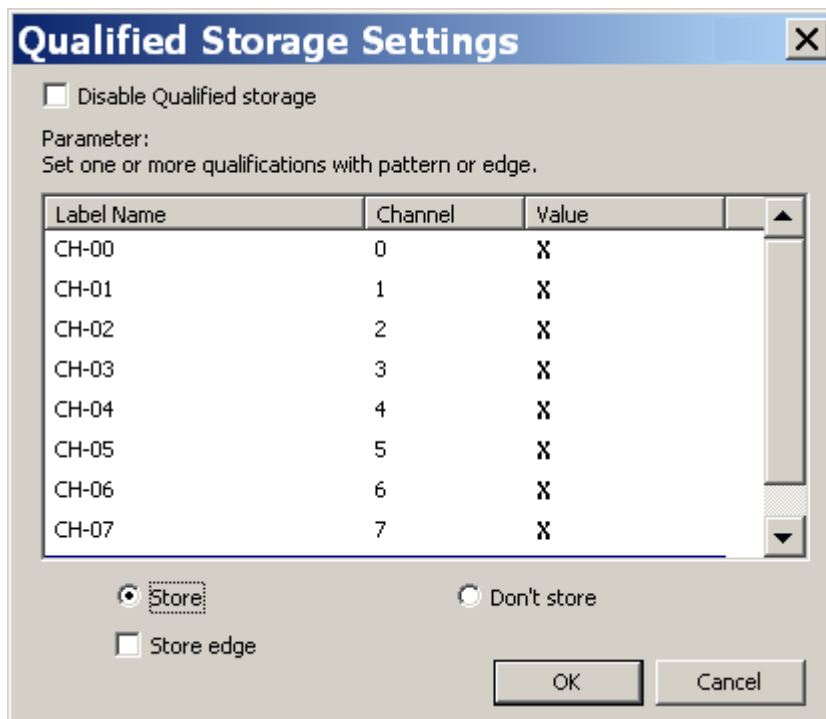 Qualified Storage Settings
Disable Qualified storage
Parameter:
Set one or more qualifications with pattern or edge.
Label Name Channel Value
CH-00 0 X
CH-01 1 X
CH-02 2 X
CH-03 3 X
CH-04 4 X
CH-05 5 X
CH-06 6 X
CH-07 7 X
Store Don't store
Store edge
OK Cancel